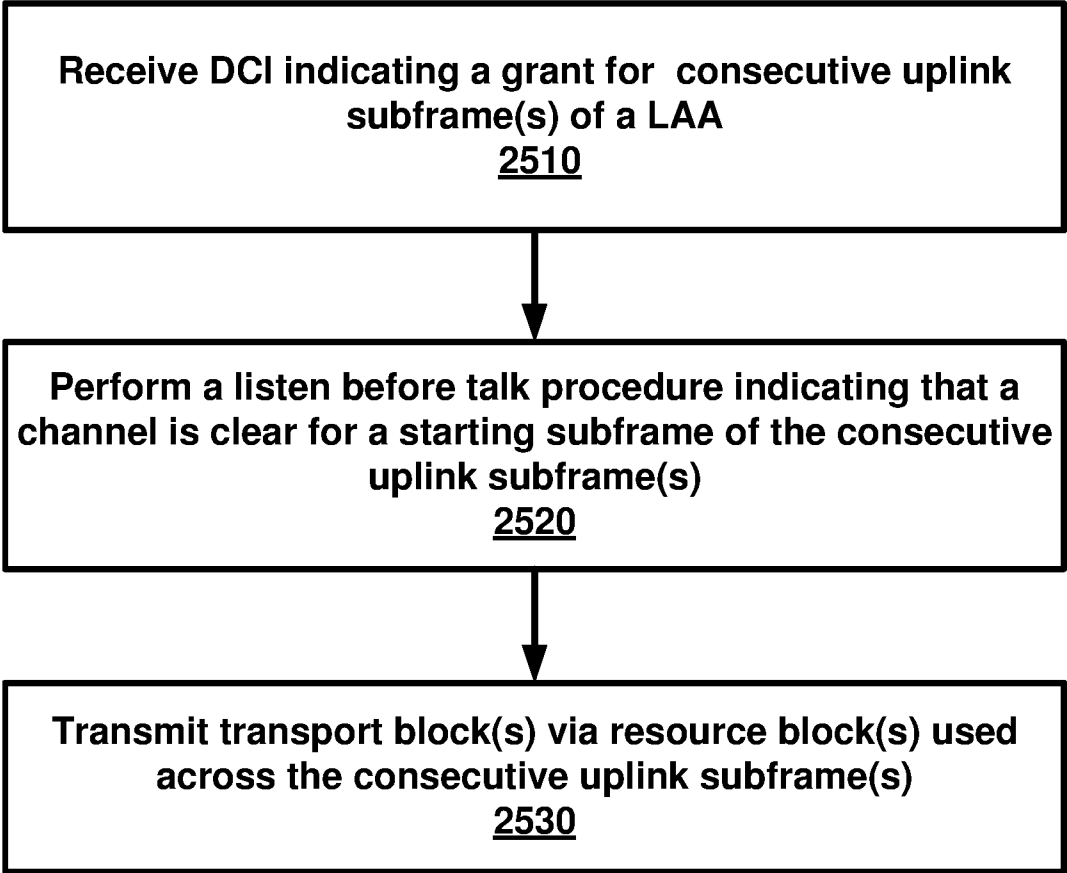 Receive DCI indicating a grant for consecutive uplink
subframe(s) of a LAA
2510
Perform a listen before talk procedure indicating that a
channel is clear for a starting subframe of the consecutive
uplink subframe(s)
2520
Transmit transport block(s) via resource block(s) used
across the consecutive uplink subframe(s)
2530